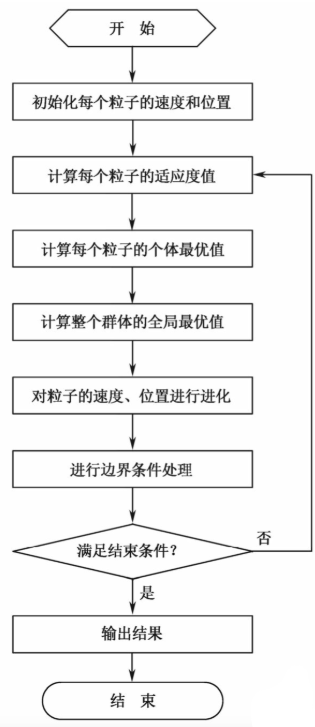 开 始
初始化每个粒子的速度和位置
计算每个粒子的适应度值
计算每个粒子的个体最优值
计算整个群体的全局最优值
对粒子的速度、位置进行进化
进行边界条件处理
满足结束条件？
否
是
输出结果
结 束